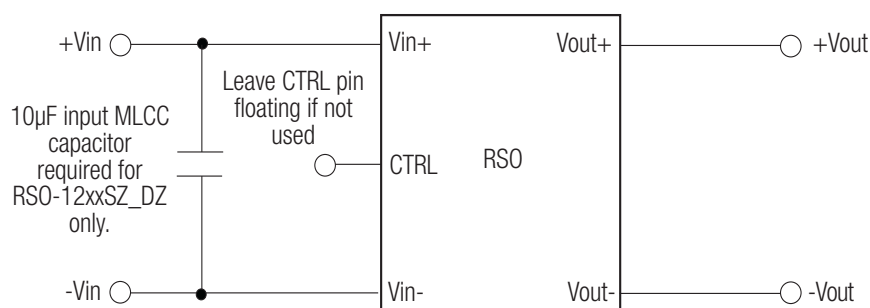 +Vin
Vin+
Vout+
+Vout
Leave CTRL pin
floating if not
used
10µF input MLCC
capacitor
required for
RSO-12xxSZ_DZ
only.
CTRL
RSO
-Vin
Vin-
Vout-
-Vout